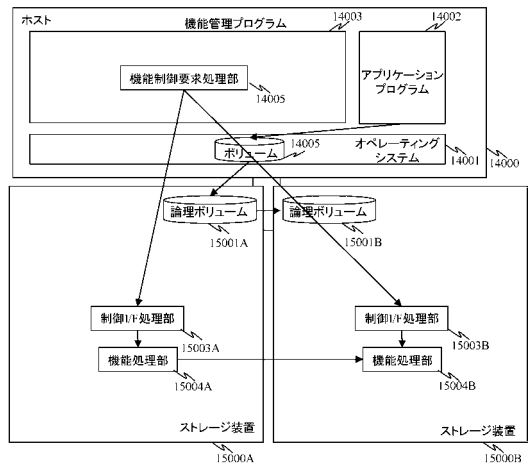 ホスト
機能管理プログラム
14003
14002
機能制御要求処理部
14005
アプリケーション
プログラム
ボリューム
14005
オペレーティング
システム
14001
14000
論理ボリューム
15001A
論理ボリューム
15001B
制御I/F処理部
15003A
機能処理部
15004A
制御I/F処理部
15003B
機能処理部
15004B
ストレージ装置
15000A
ストレージ装置
15000B